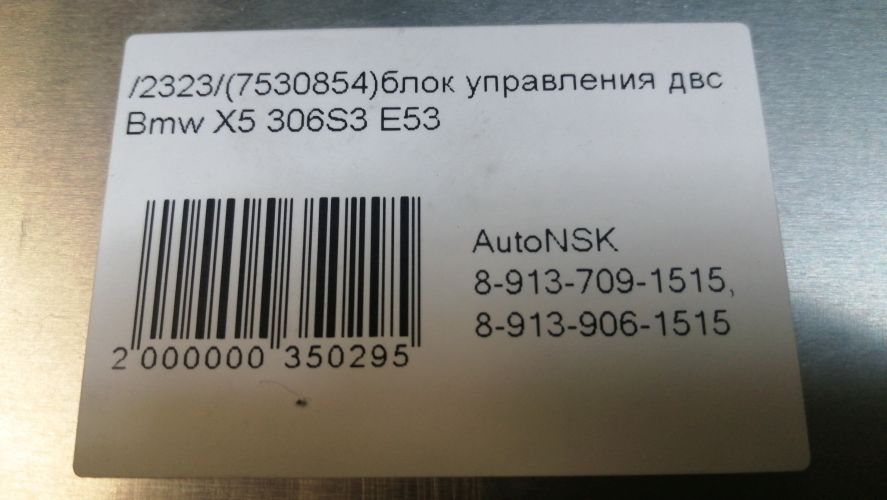 /2323/(7530854)блок управления двс
Bmw X5 306S3 E53
AutoNSK
8-913-709-1515,
8-913-906-1515
2 000000 350295